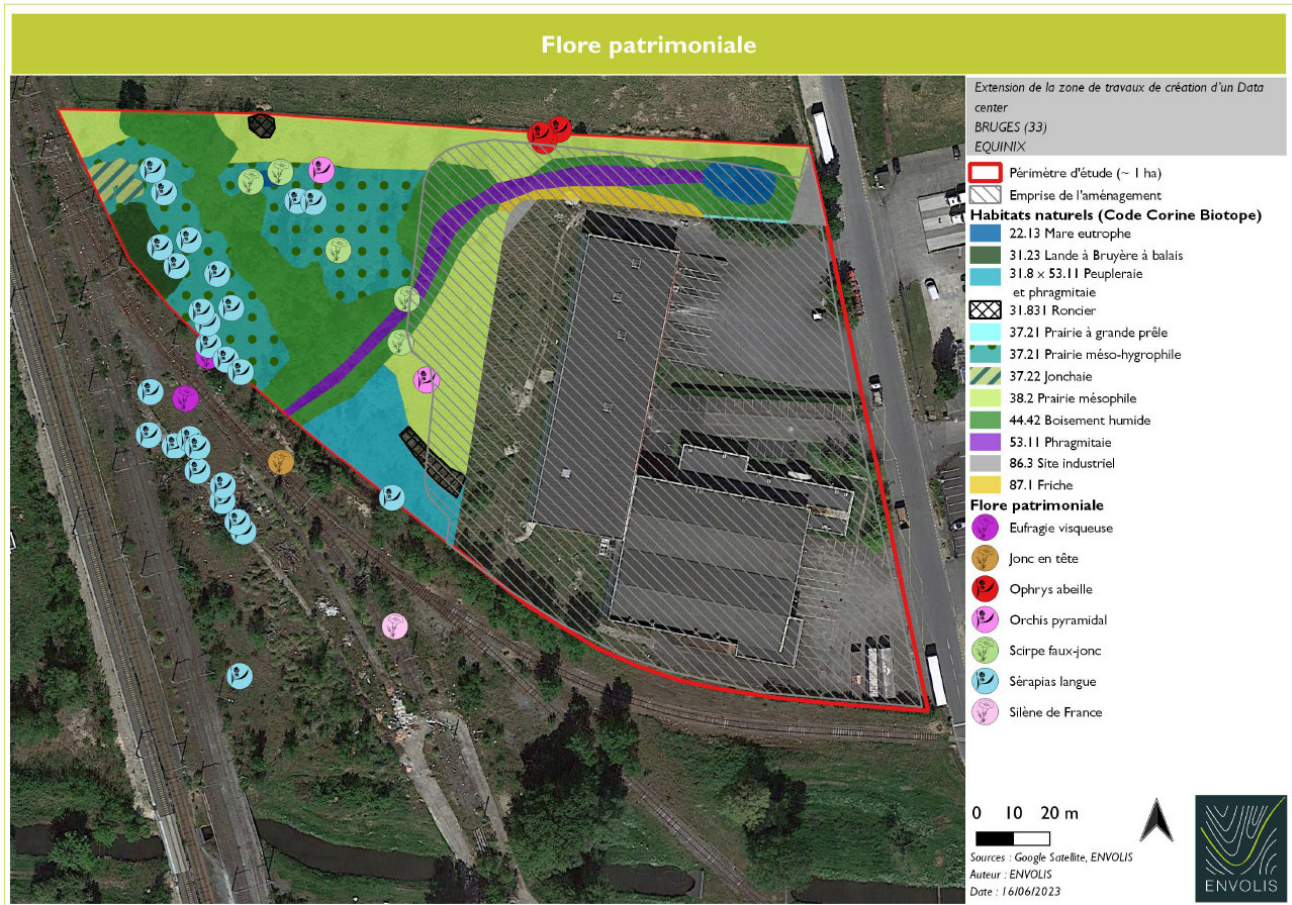 Flore patrimoniale
Extension de la zone de travaux de création d'un Data
center
BRUGES (33)
EQUINIX
Périmètre d'étude (~ 1 ha)
Emprise de l'aménagement
Habitats naturels (Code Corine Biotope)
22.13 Mare eutrophe
31.23 Lande à Bruyère à balais
31.8 x 53.11 Peupleraie
et phragmitaie
31.831 Roncier
37.21 Prairie à grande prêle
37.21 Prairie méso-hygrophile
37.22 Jonchaie
38.2 Prairie mésophile
44.42 Boisement humide
53.11 Phragmitaie
86.3 Site industriel
87.1 Friche
Flore patrimoniale
Eufragie visqueuse
Jonc en tête
Ophrys abeille
Orchis pyramidal
Scirpe faux-jonc
Sérapias langue
Silène de France
0 10 20 m
Sources : Google Satellite, ENVOLIS
Auteur : ENVOLIS
Date : 16/06/2023
ENVOLIS